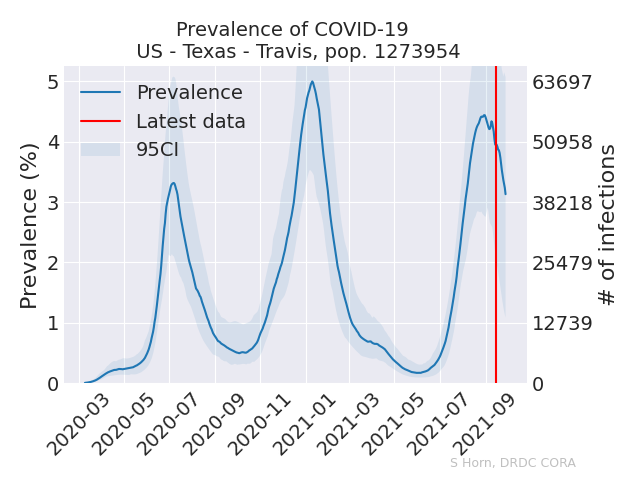 Prevalence of COVID-19
US - Texas - Travis, pop. 1273954
Prevalence
Latest data
95CI
Prevalence (%)
5
4
3
2
1
0
63697
50958
38218
25479
12739
0
# of infections
2020-03
2020-05
2020-07
2020-09
2020-11
2021-01
2021-03
2021-05
2021-07
2021-09
S Horn, DRDC CORA